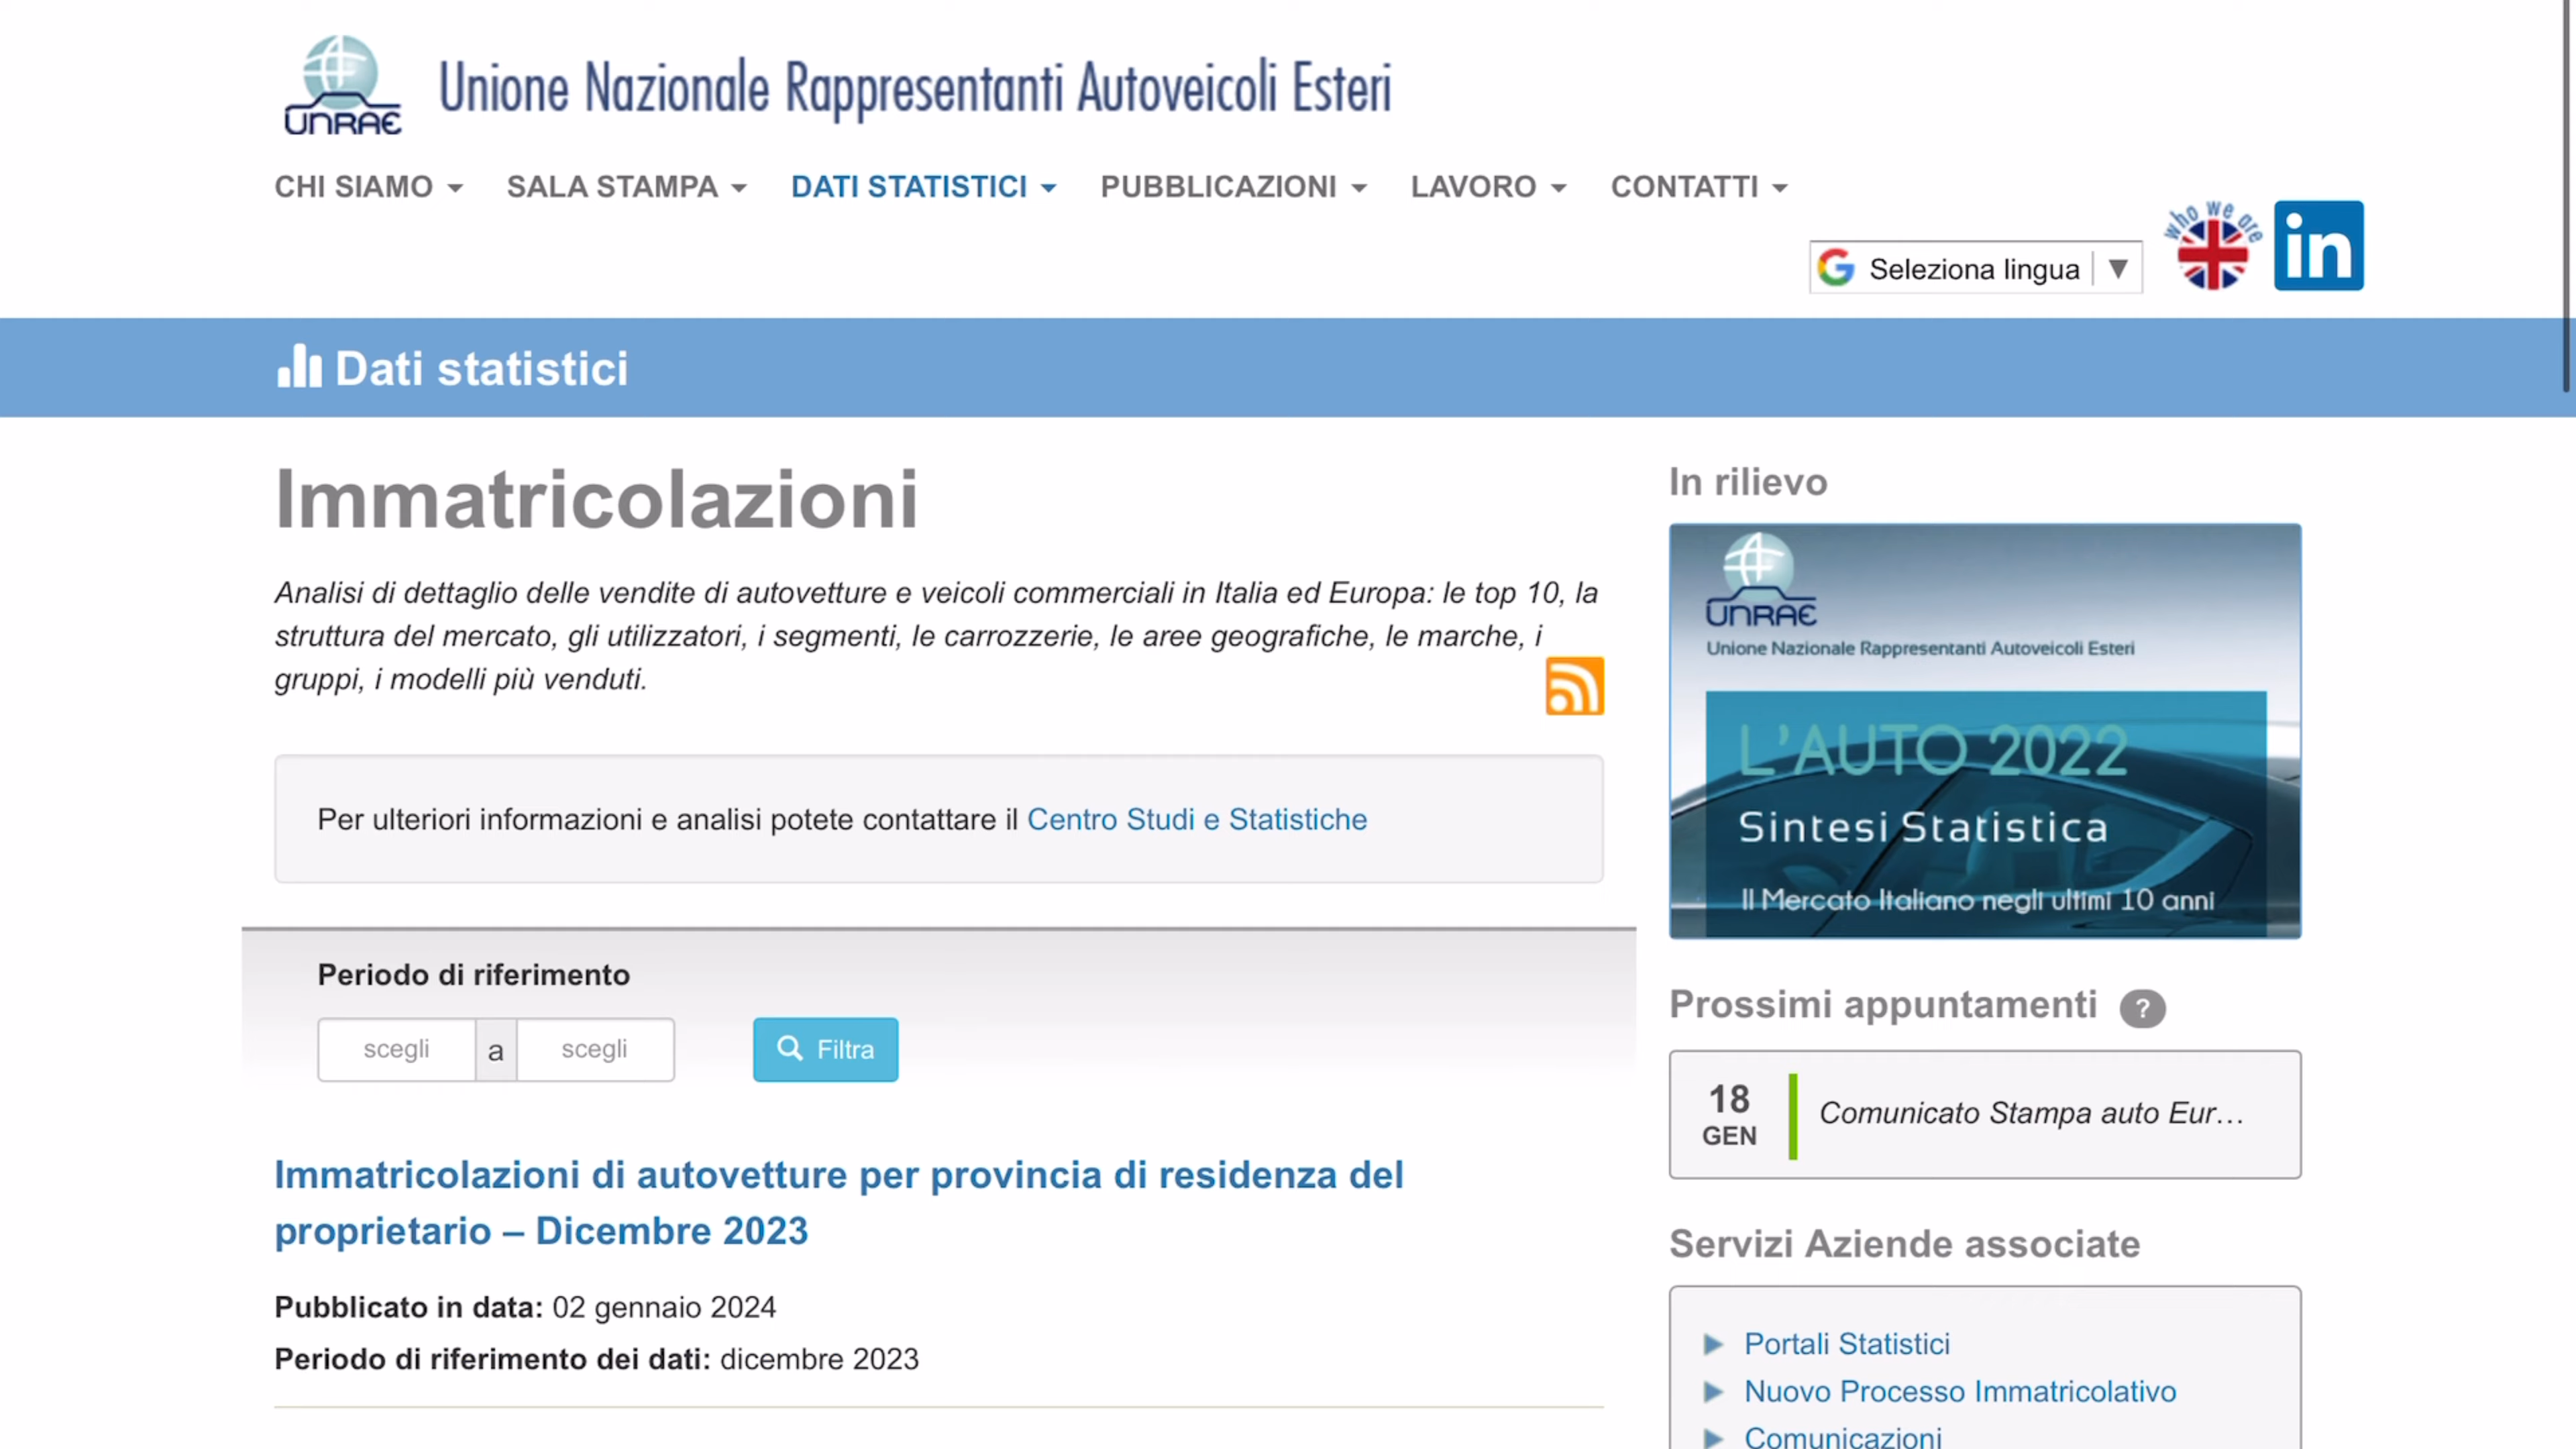 UNRAE
Unione Nazionale Rappresentanti Autoveicoli Esteri
CHI SIAMO
SALA STAMPA
DATI STATISTICI
PUBBLICAZIONI
LAVORO
CONTATTI
Seleziona lingua
who we are
in
Dati statistici
Immatricolazioni
Analisi di dettaglio delle vendite di autovetture e veicoli commerciali in Italia ed Europa: le top 10, la
struttura del mercato, gli utilizzatori, i segmenti, le carrozzerie, le aree geografiche, le marche, i
gruppi, i modelli più venduti.
Per ulteriori informazioni e analisi potete contattare il Centro Studi e Statistiche
Periodo di riferimento
scegli a scegli
Filtra
Immatricolazioni di autovetture per provincia di residenza del
proprietario – Dicembre 2023
Pubblicato in data: 02 gennaio 2024
Periodo di riferimento dei dati: dicembre 2023
In rilievo
UNRAE
Unione Nazionale Rappresentanti Autoveicoli Esteri
L'AUTO 2022
Sintesi Statistica
Il Mercato Italiano negli ultimi 10 anni
Prossimi appuntamenti ?
18
GEN
Comunicato Stampa auto Eur...
Servizi Aziende associate
Portali Statistici
Nuovo Processo Immatricolativo
Comunicazioni